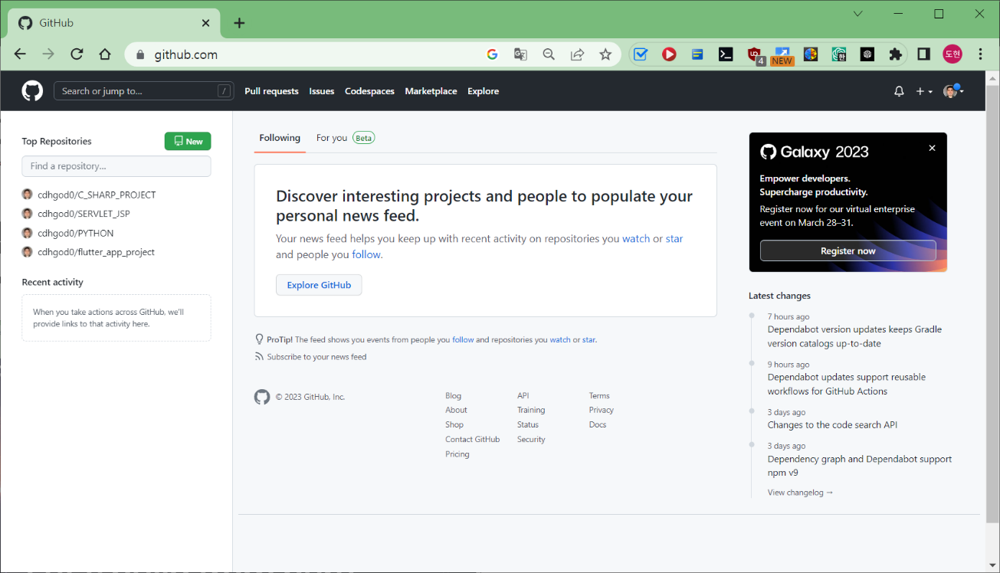 GitHub
github.com
4
NEW
한
도현
Search or jump to...
/
Pull requests
Issues
Codespaces
Marketplace
Explore
Top Repositories
New
Find a repository...
cdhgod0/C_SHARP_PROJECT
cdhgod0/SERVLET_JSP
cdhgod0/PYTHON
cdhgod0/flutter_app_project
Recent activity
When you take actions across GitHub, we'll
provide links to that activity here.
Following
For you
Beta
Discover interesting projects and people to populate your
personal news feed.
Your news feed helps you keep up with recent activity on repositories you watch or star
and people you follow.
Explore GitHub
ProTip! The feed shows you events from people you follow and repositories you watch or star.
Subscribe to your news feed
© 2023 GitHub, Inc.
Blog
About
Shop
Contact GitHub
Pricing
API
Training
Status
Security
Terms
Privacy
Docs
Galaxy 2023
Empower developers.
Supercharge productivity.
Register now for our virtual enterprise
event on March 28–31.
Register now
Latest changes
7 hours ago
Dependabot version updates keeps Gradle
version catalogs up-to-date
9 hours ago
Dependabot updates support reusable
workflows for GitHub Actions
3 days ago
Changes to the code search API
3 days ago
Dependency graph and Dependabot support
npm v9
View changelog →